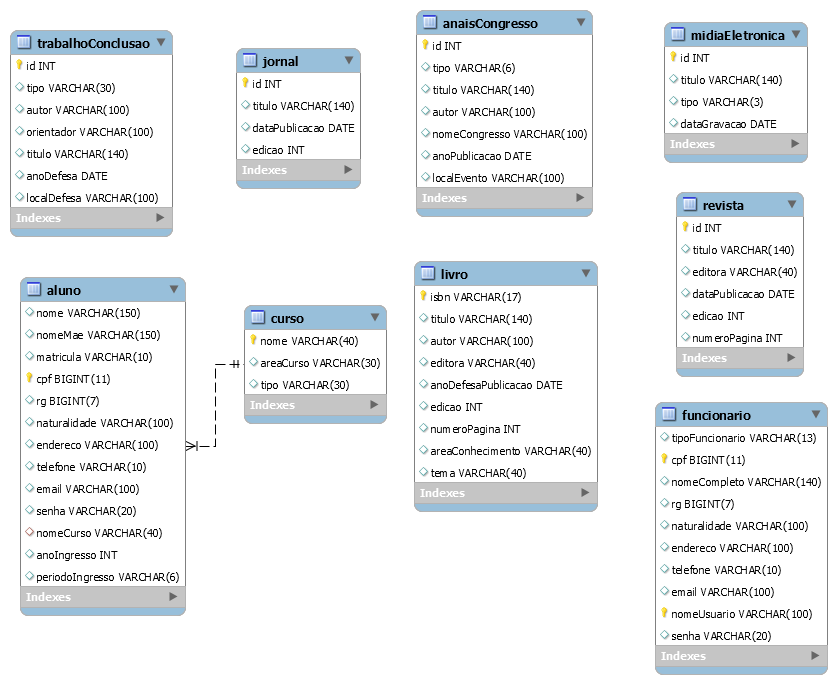 trabalhoConclusao
id INT
tipo VARCHAR(30)
autor VARCHAR(100)
orientador VARCHAR(100)
titulo VARCHAR(140)
anoDefesa DATE
localDefesa VARCHAR(100)
Indexes
jornal
id INT
titulo VARCHAR(140)
dataPublicacao DATE
edicao INT
Indexes
anaisCongresso
id INT
tipo VARCHAR(6)
titulo VARCHAR(140)
autor VARCHAR(100)
nomeCongresso VARCHAR(100)
anoPublicacao DATE
localEvento VARCHAR(100)
Indexes
midiaEletronica
id INT
titulo VARCHAR(140)
tipo VARCHAR(3)
dataGravacao DATE
Indexes
revista
id INT
titulo VARCHAR(140)
editora VARCHAR(40)
dataPublicacao DATE
edicao INT
numeroPagina INT
Indexes
aluno
nome VARCHAR(150)
nomeMae VARCHAR(150)
matricula VARCHAR(10)
cpf BIGINT(11)
rg BIGINT(7)
naturalidade VARCHAR(100)
endereco VARCHAR(100)
telefone VARCHAR(10)
email VARCHAR(100)
senha VARCHAR(20)
nomeCurso VARCHAR(40)
anoIngresso INT
periodoIngresso VARCHAR(6)
Indexes
curso
nome VARCHAR(40)
areaCurso VARCHAR(30)
tipo VARCHAR(30)
Indexes
livro
isbn VARCHAR(17)
titulo VARCHAR(140)
autor VARCHAR(100)
editora VARCHAR(40)
anoDefesaPublicacao DATE
edicao INT
numeroPagina INT
areaConhecimento VARCHAR(40)
tema VARCHAR(40)
Indexes
funcionario
tipoFuncionario VARCHAR(13)
cpf BIGINT(11)
nomeCompleto VARCHAR(140)
rg BIGINT(7)
naturalidade VARCHAR(100)
endereco VARCHAR(100)
telefone VARCHAR(10)
email VARCHAR(100)
nomeUsuario VARCHAR(100)
senha VARCHAR(20)
Indexes